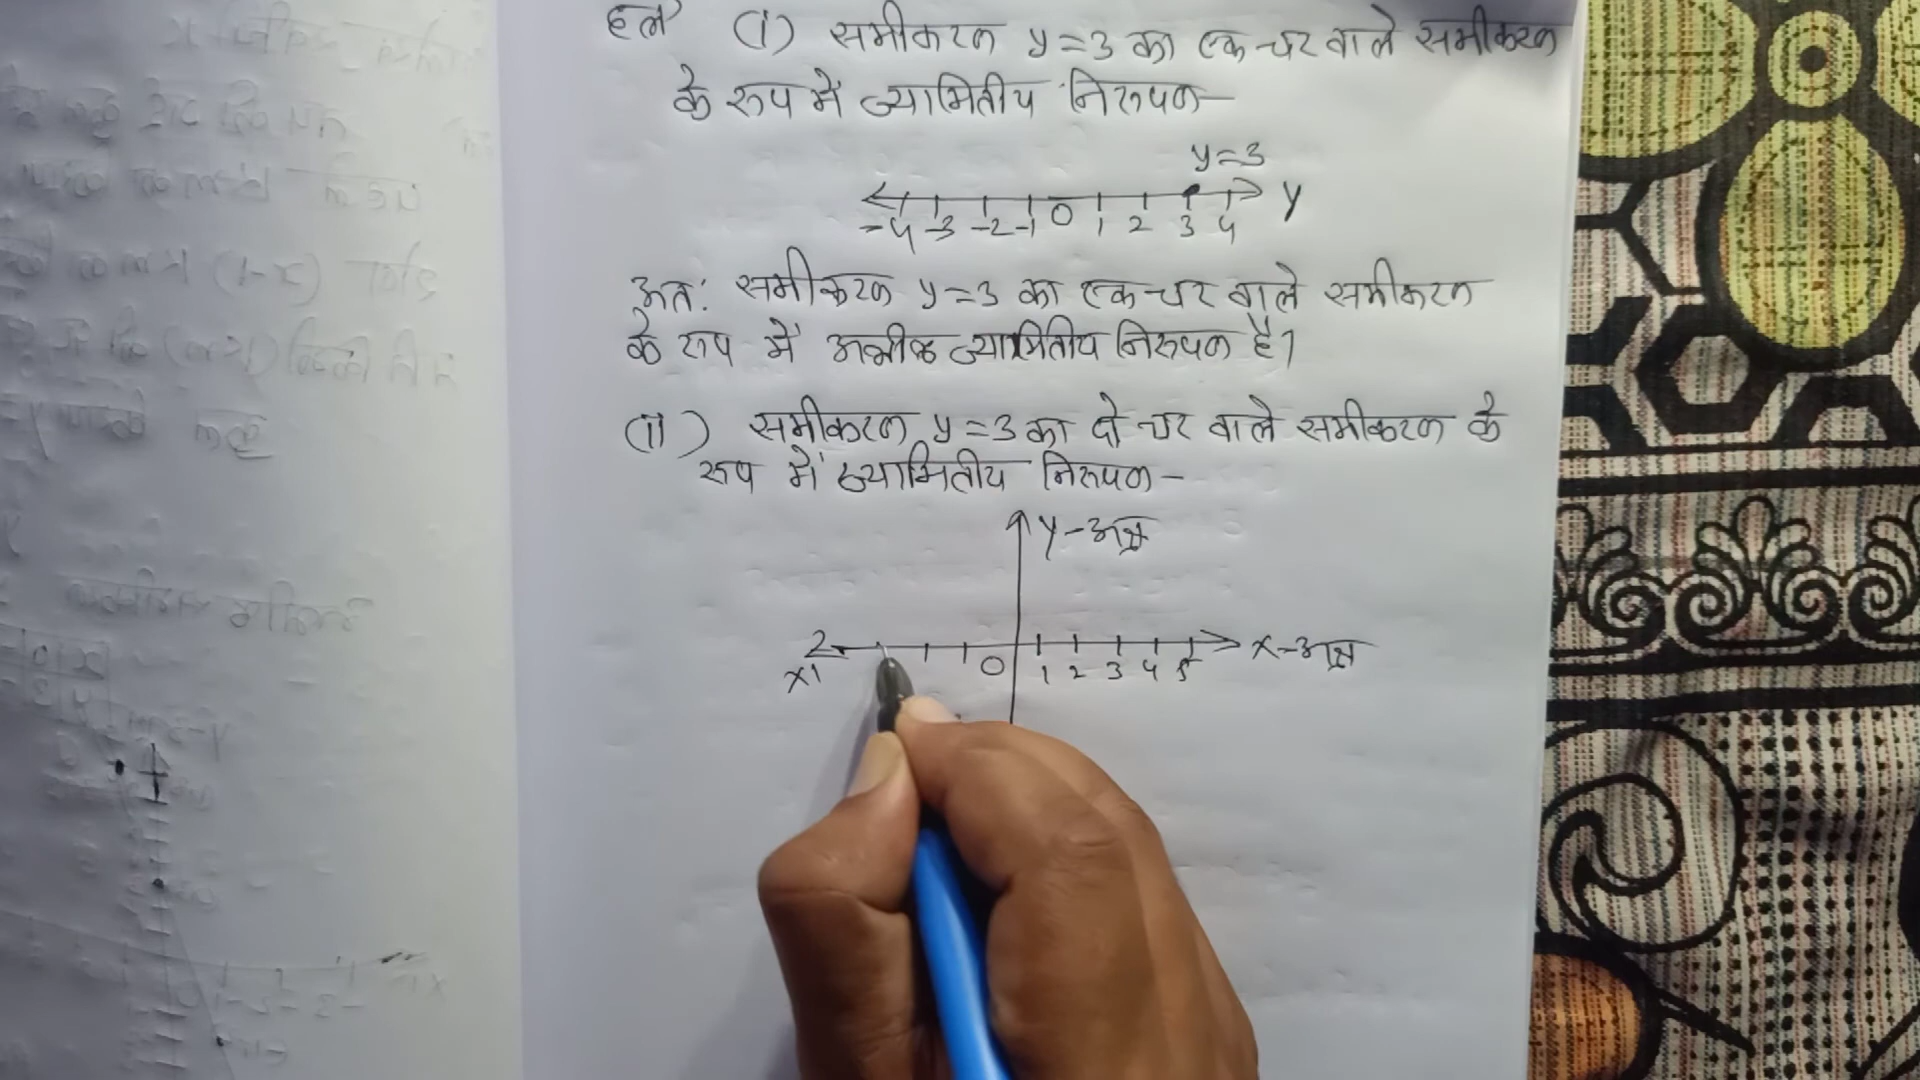 हल (i) समीकरण y=3 का एक चर वाले समीकरण
के रूप में ज्यामितीय निरूपण—
y=3
-4 -3 -2 -1 0 1 2 3 4 y
अतः समीकरण y=3 का एक चर वाले समीकरण
के रूप में अभीष्ट ज्यामितीय निरूपण है।
(ii) समीकरण y=3 का दो चर वाले समीकरण के
रूप में ज्यामितीय निरूपण—
y-अक्ष
x-अक्ष
x' 0 1 2 3 4 5